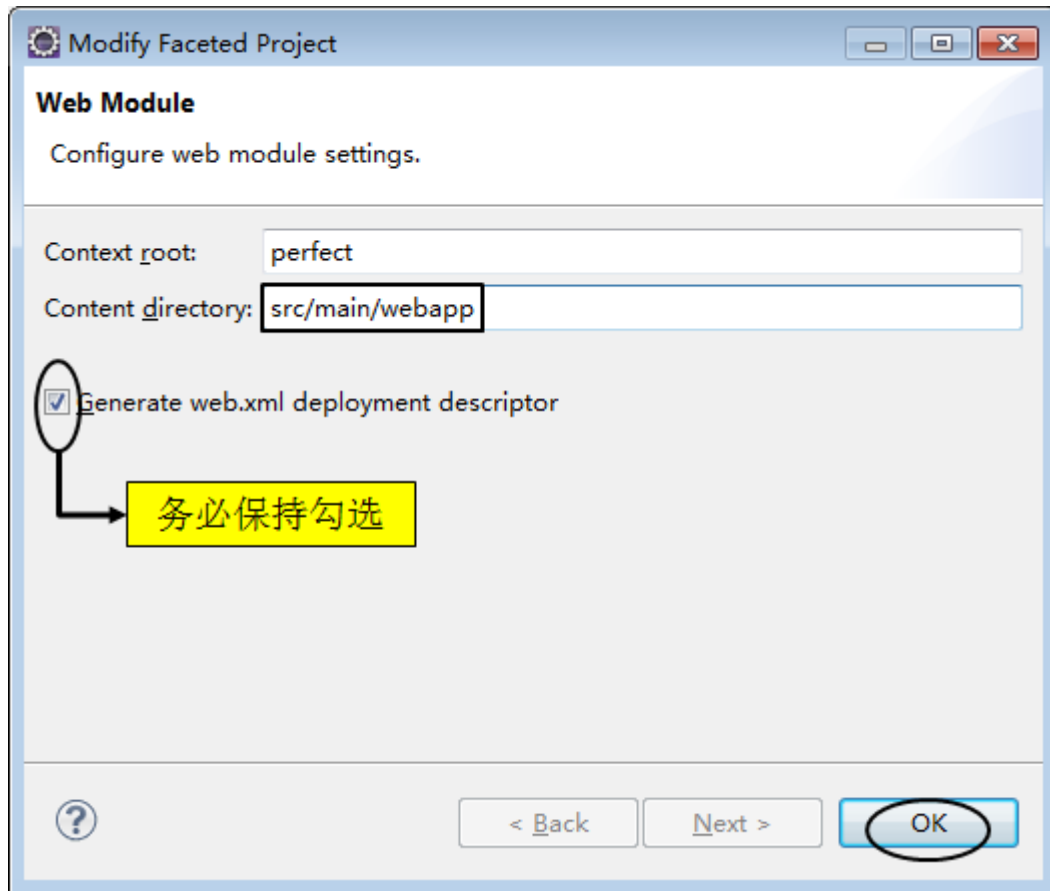 Modify Faceted Project
Web Module
Configure web module settings.
Context root: perfect
Content directory: src/main/webapp
Generate web.xml deployment descriptor
务必保持勾选
? < Back Next > OK